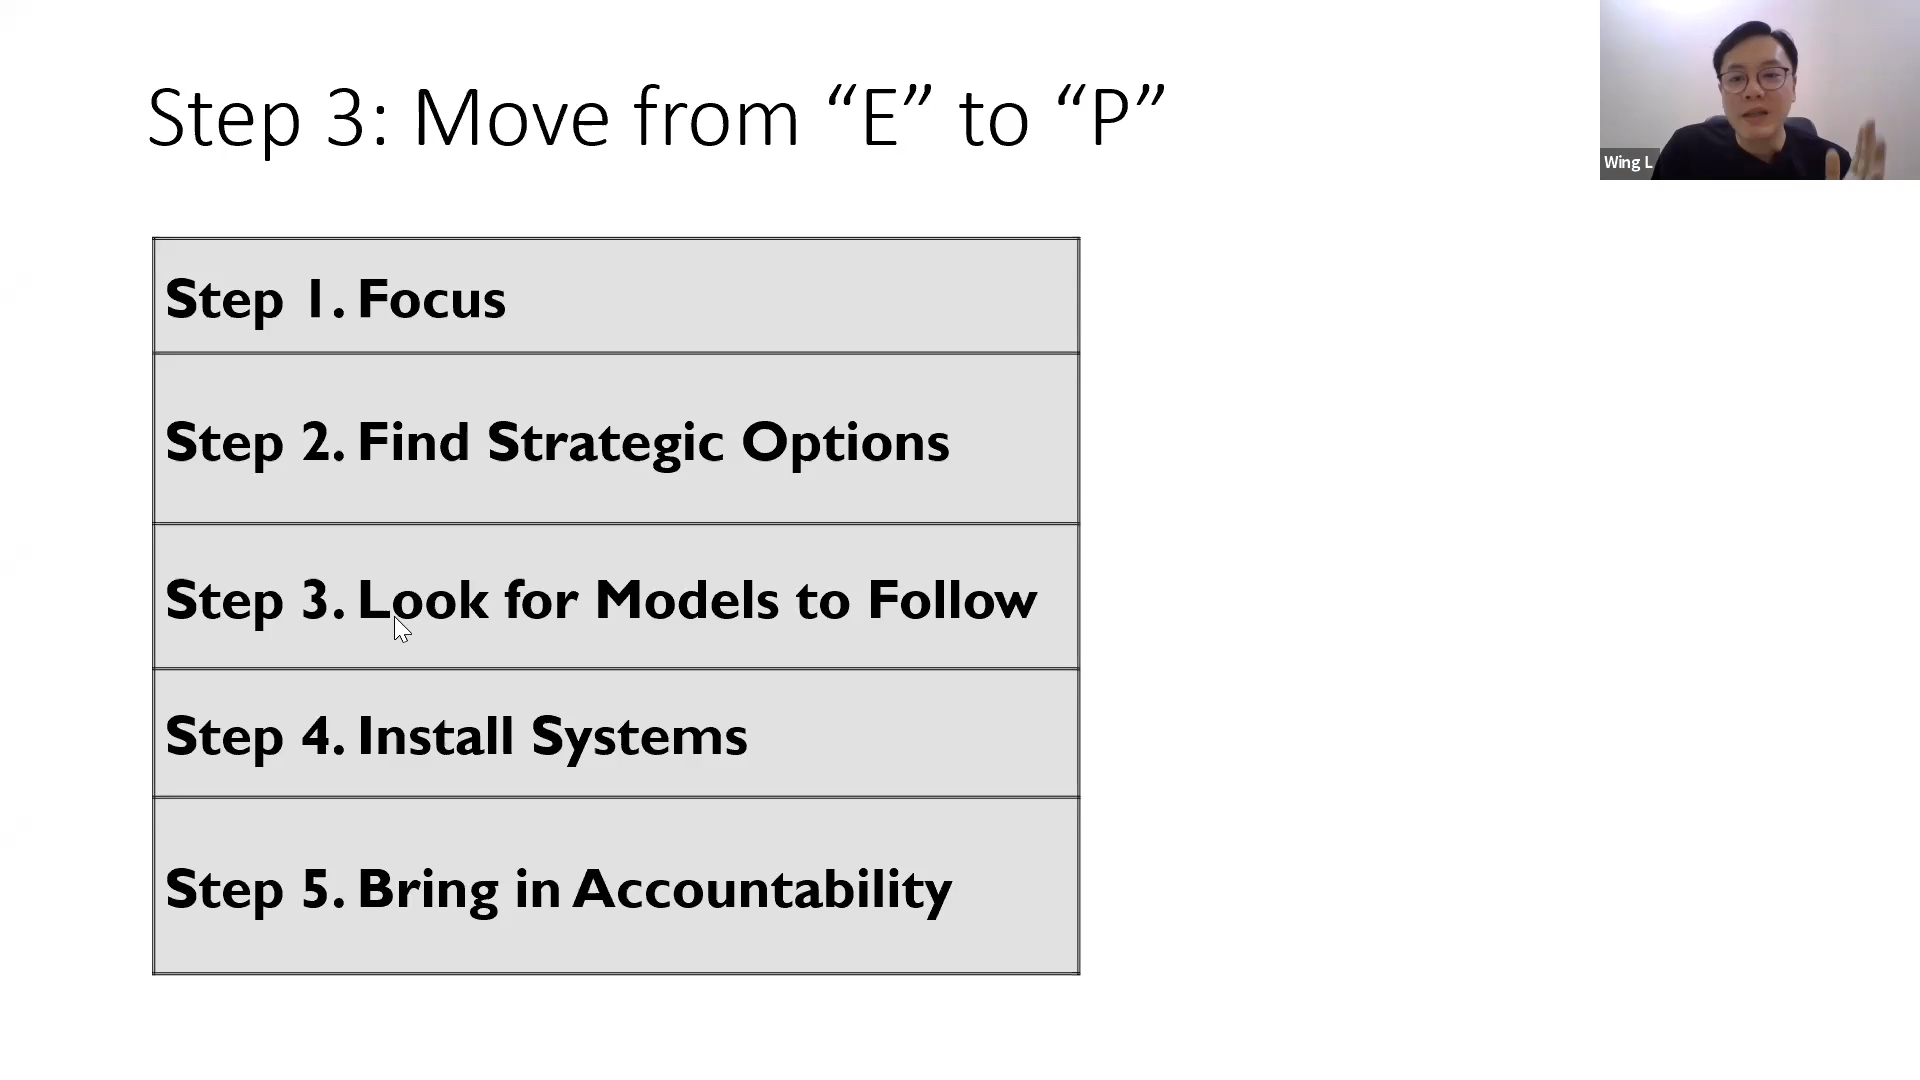 Step 3: Move from “E” to “P”
Wing L
Step 1. Focus
Step 2. Find Strategic Options
Step 3. Look for Models to Follow
Step 4. Install Systems
Step 5. Bring in Accountability